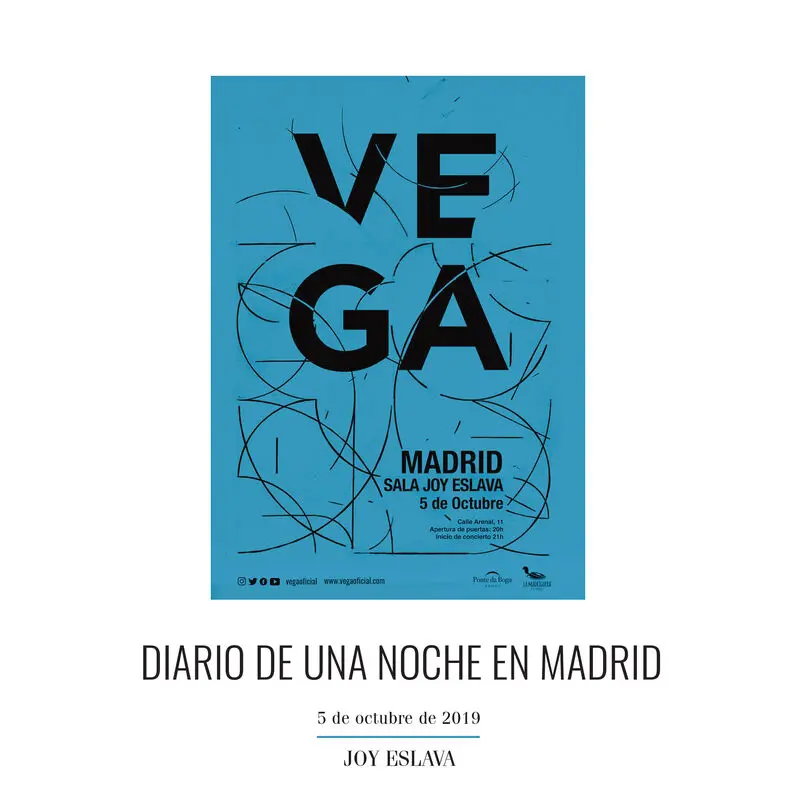 VE
GA
MADRID
SALA JOY ESLAVA
5 de Octubre
Calle Arenal, 11
Apertura de puertas: 20h
Inicio de concierto 21h
vegaoficial www.vegaoficial.com
Ponte da Boga
DIARIO DE UNA NOCHE EN MADRID
5 de octubre de 2019
JOY ESLAVA